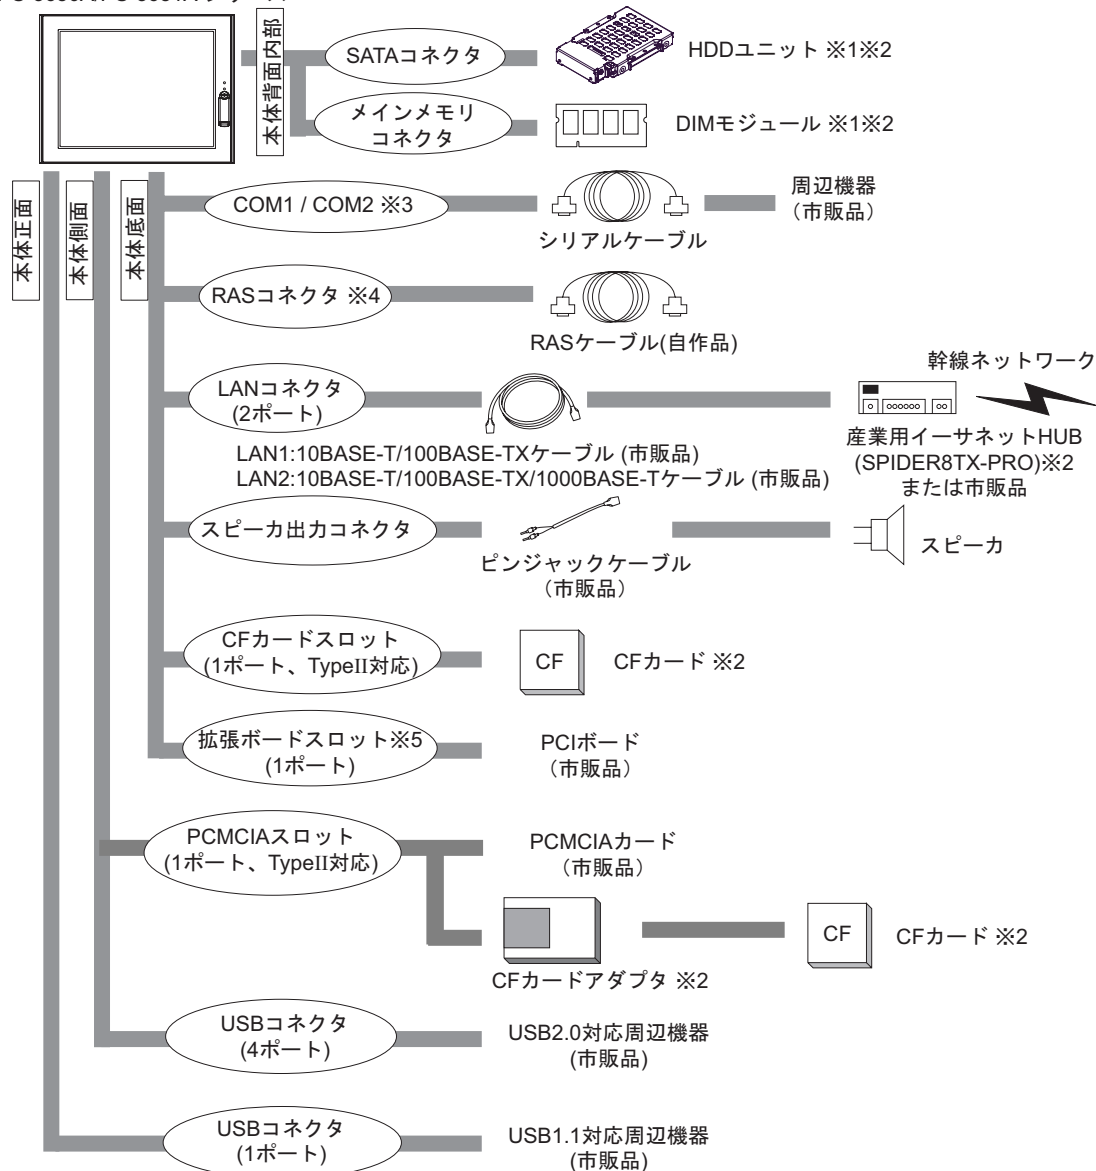 本体背面内部
SATAコネクタ
HDDユニット ※1※2
メインメモリ
コネクタ
DIMモジュール ※1※2
本体正面
本体側面
本体底面
COM1 / COM2 ※3
シリアルケーブル
周辺機器
（市販品）
RASコネクタ ※4
RASケーブル(自作品)
LANコネクタ
(2ポート)
幹線ネットワーク
産業用イーサネットHUB
(SPIDER8TX-PRO)※2
または市販品
LAN1:10BASE-T/100BASE-TXケーブル (市販品)
LAN2:10BASE-T/100BASE-TX/1000BASE-Tケーブル (市販品)
スピーカ出力コネクタ
ピンジャックケーブル
（市販品）
スピーカ
CFカードスロット
(1ポート、TypeII対応)
CF
CFカード ※2
拡張ボードスロット※5
(1ポート)
PCIボード
（市販品）
PCMCIAスロット
(1ポート、TypeII対応)
PCMCIAカード
（市販品）
CFカードアダプタ ※2
CF
CFカード ※2
USBコネクタ
(4ポート)
USB2.0対応周辺機器
(市販品)
USBコネクタ
(1ポート)
USB1.1対応周辺機器
(市販品)